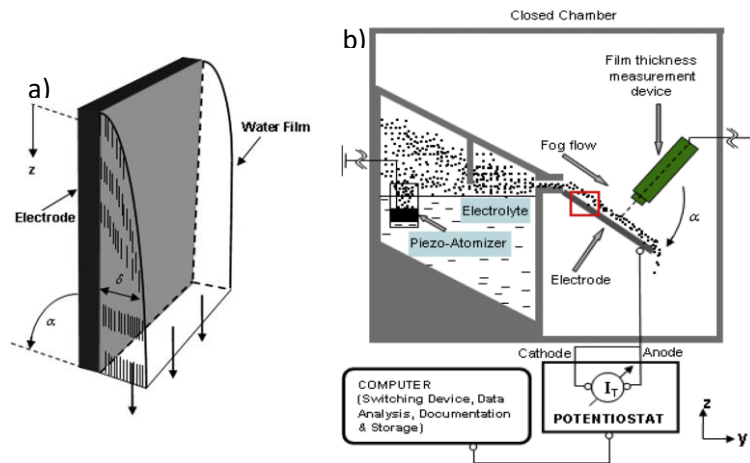 a)
z
Electrode
Water Film
δ
α
b)
Closed Chamber
Film thickness
measurement
device
Fog flow
Electrolyte
Piezo-Atomizer
α
Electrode
Cathode
Anode
COMPUTER
(Switching Device, Data
Analysis, Documentation
& Storage)
I_T
POTENTIOSTAT
z
y